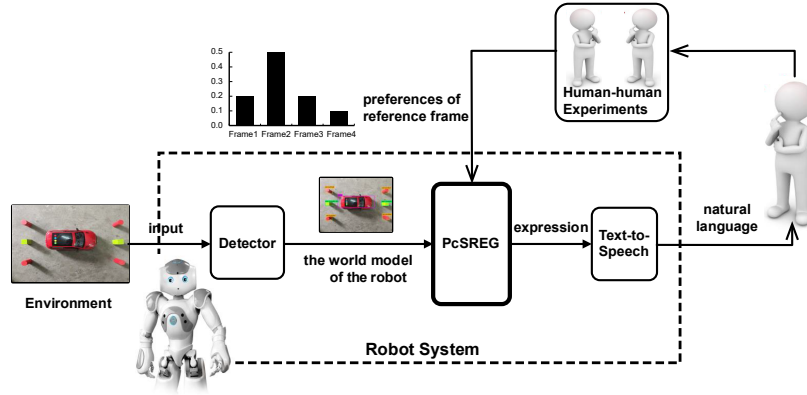 0.5
0.4
0.3
0.2
0.1
0.0
Frame1 Frame2 Frame3 Frame4
preferences of
reference frame
Human-human
Experiments
input
Detector
the world model
of the robot
PcSREG
expression
Text-to-
Speech
natural
language
Environment
Robot System